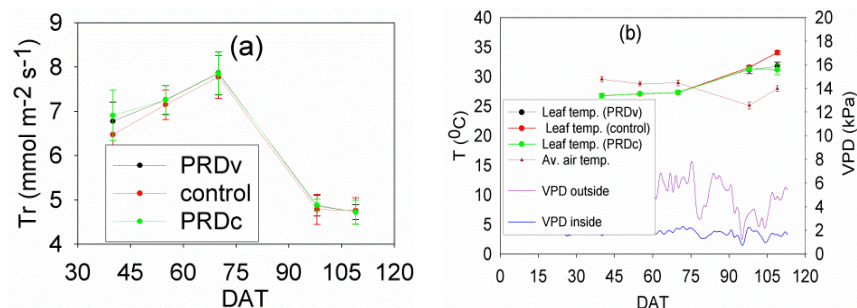 (a)
9
8
7
6
5
4
Tr (mmol m-2 s-1)
PRDv
control
PRDc
30 45 60 75 90 105 120
DAT
(b)
40
35
30
25
20
15
10
5
0
T (0C)
20
18
16
14
12
10
8
6
4
2
0
VPD (kPa)
Leaf temp. (PRDv)
Leaf temp. (control)
Leaf temp. (PRDc)
Av. air temp.
VPD outside
VPD inside
0 15 30 45 60 75 90 105 120
DAT